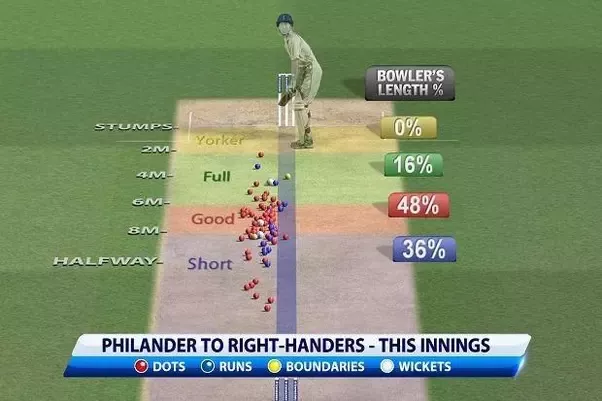 BOWLER'S
LENGTH %
STUMPS-
Yorker
0%
2M-
Full
16%
4M-
6M-
Good
48%
8M-
HALFWAY-
Short
36%
PHILANDER TO RIGHT-HANDERS - THIS INNINGS
DOTS RUNS BOUNDARIES WICKETS